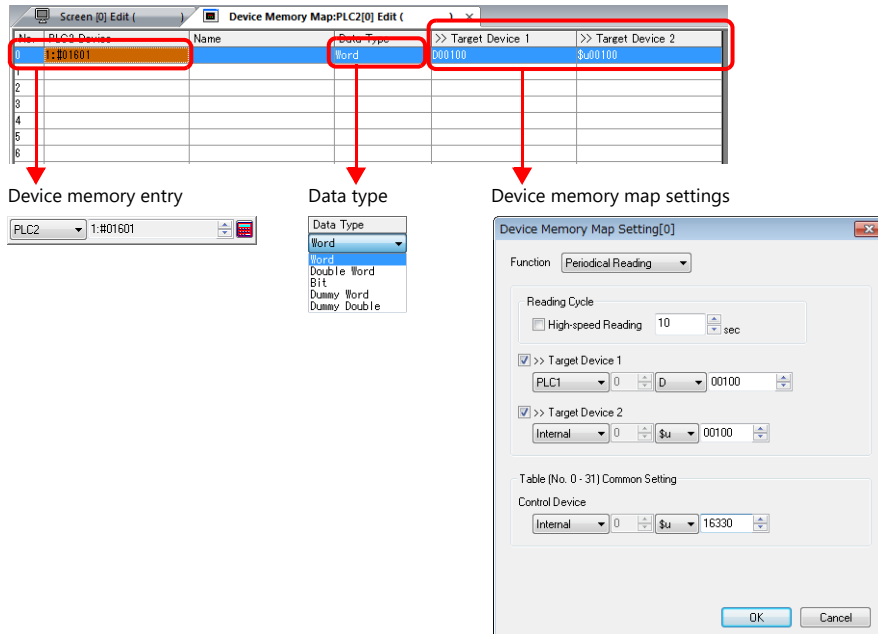 Screen [0] Edit ( )
Device Memory Map:PLC2[0] Edit ( ) ×
No. PLC2 Device Name Data Type >> Target Device 1 >> Target Device 2
0 1:#01601 Word D00100 $u00100
1
2
3
4
5
6
Device memory entry Data type Device memory map settings
PLC2 1:#01601
Data Type
Word
Word
Double Word
Bit
Dummy Word
Dummy Double
Device Memory Map Setting[0]
Function Periodical Reading
Reading Cycle
High-speed Reading 10 sec
>> Target Device 1
PLC1 0 D 00100
>> Target Device 2
Internal 0 $u 00100
Table (No. 0 - 31) Common Setting
Control Device
Internal 0 $u 16330
OK Cancel